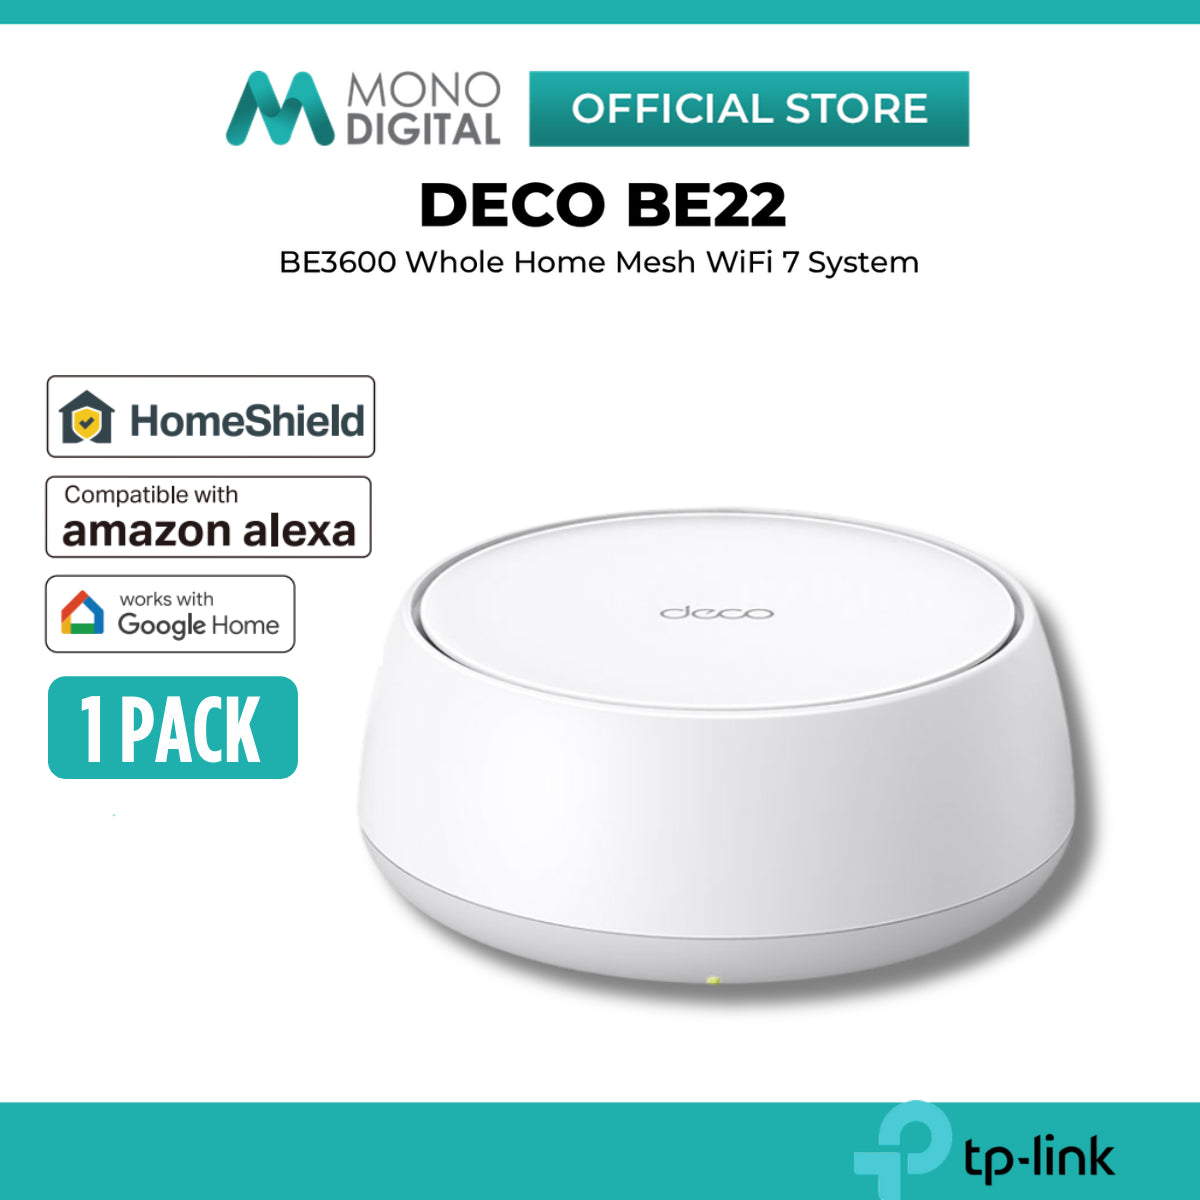 MONO
DIGITAL
OFFICIAL STORE
DECO BE22
BE3600 Whole Home Mesh WiFi 7 System
HomeShield
Compatible with
amazon alexa
works with
Google Home
1 PACK
deco
tp-link